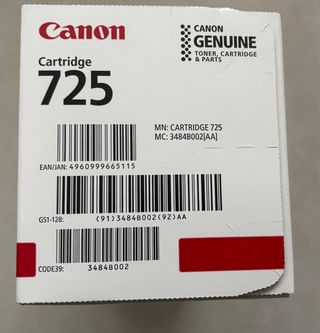 Canon
CANON
GENUINE
TONER, CARTRIDGE
& PARTS
Cartridge
725
MN: CARTRIDGE 725
MC: 3484B002[AA]
EAN/JAN: 4960999665115
GS1-128: (91)3484B002(92)AA
CODE39: 3484B002